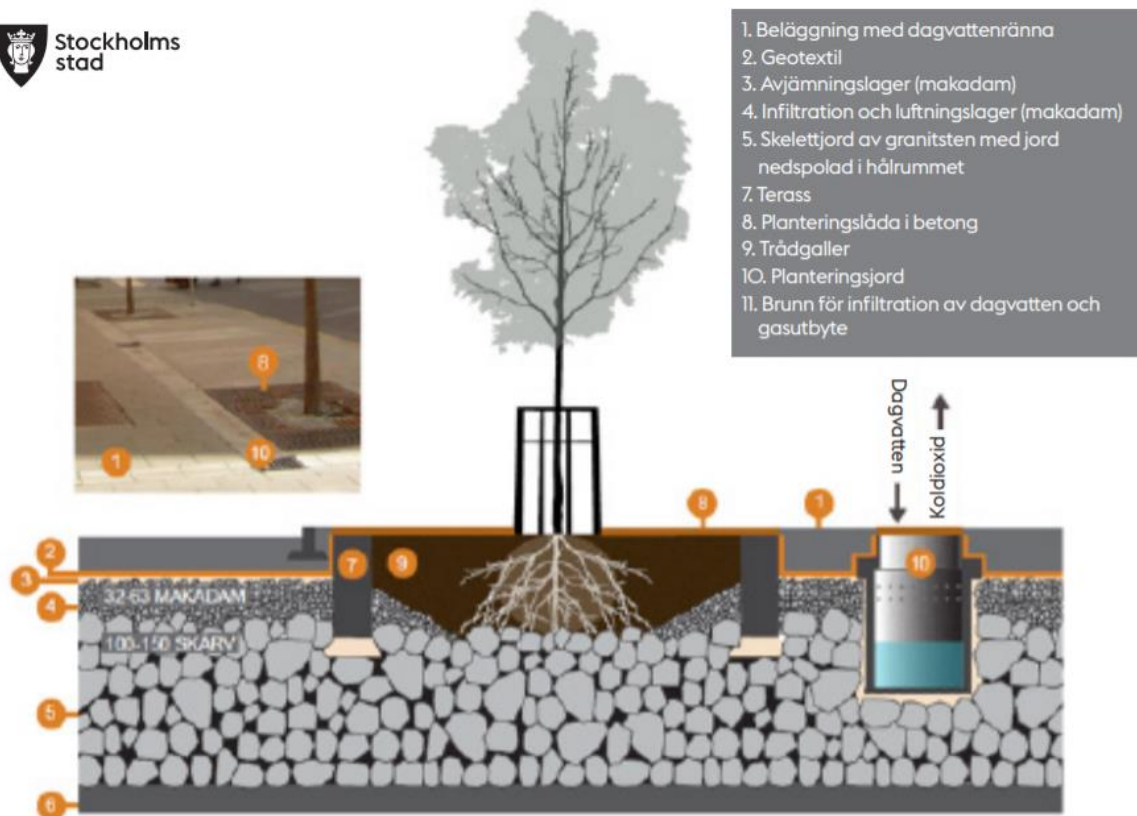 Stockholms
stad
1. Beläggning med dagvattenränna
2. Geotextil
3. Avjämningslager (makadam)
4. Infiltration och luftningslager (makadam)
5. Skelettjord av granitsten med jord
nedspolad i hålrummet
7. Terass
8. Planteringslåda i betong
9. Trådgaller
10. Planteringsjord
11. Brunn för infiltration av dagvatten och
gasutbyte
8
1
10
Dagvatten
Koldioxid
8
1
2
3
4
5
6
7
9
10
32-63 MAKADAM
100-150 SKARV